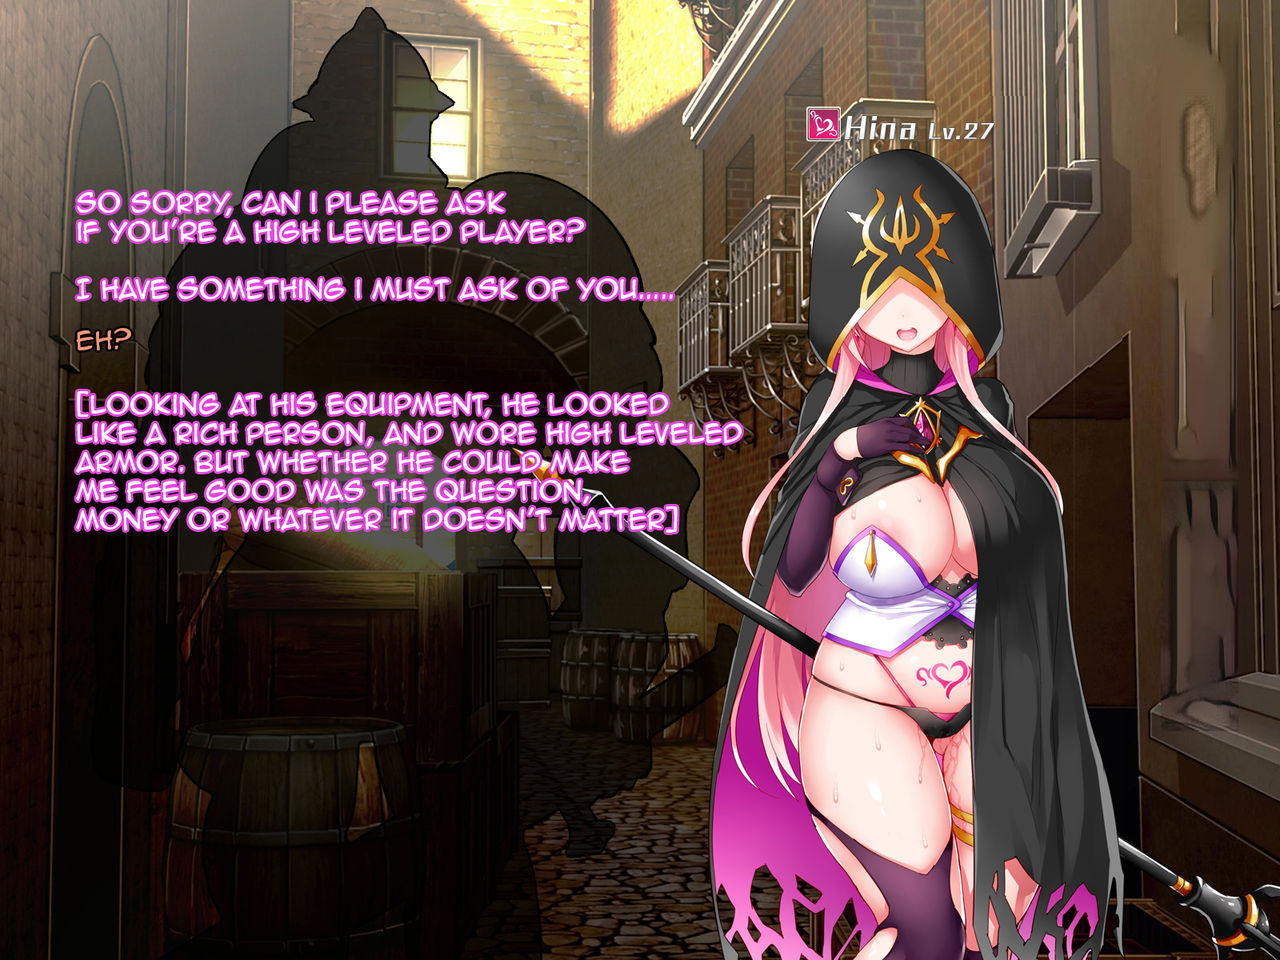 Hina Lv.27
SO SORRY, CAN I PLEASE ASK
IF YOU'RE A HIGH LEVELED PLAYER?
I HAVE SOMETHING I MUST ASK OF YOU.....
EH?
[LOOKING AT HIS EQUIPMENT, HE LOOKED
LIKE A RICH PERSON, AND WORE HIGH LEVELED
ARMOR. BUT WHETHER HE COULD MAKE
ME FEEL GOOD WAS THE QUESTION,
MONEY OR WHATEVER IT DOESN'T MATTER]